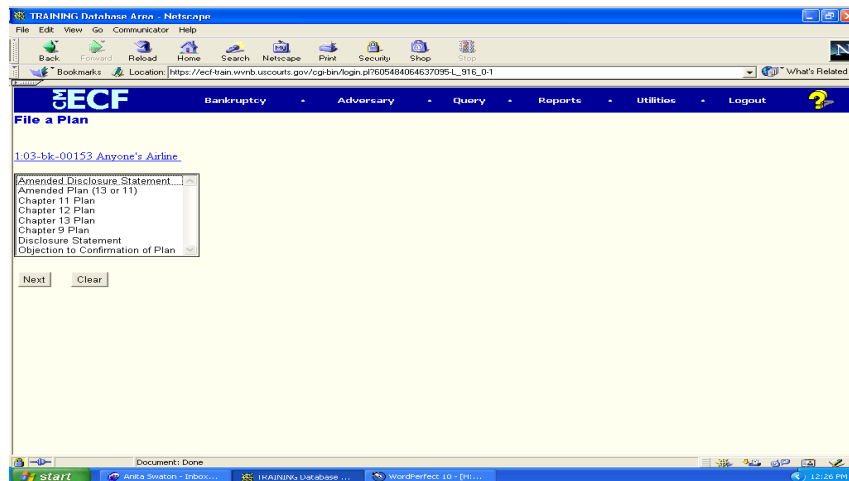 TRAINING Database Area - Netscape
File Edit View Go Communicator Help
Back Forward Reload Home Search Netscape Print Security Shop Stop
Bookmarks Location: https://ecf-train.wvnb.uscourts.gov/cgi-bin/login.pl?605484064637095-L_916_0-1 What's Related
CM ECF Bankruptcy • Adversary • Query • Reports • Utilities • Logout ?
File a Plan
1:03-bk-00153 Anyone's Airline
Amended Disclosure Statement
Amended Plan (13 or 11)
Chapter 11 Plan
Chapter 12 Plan
Chapter 13 Plan
Chapter 9 Plan
Disclosure Statement
Objection to Confirmation of Plan
Next Clear
Document: Done
start Anita Swaton - Inbox... TRAINING Database ... WordPerfect 10 - [H:... 12:26 PM